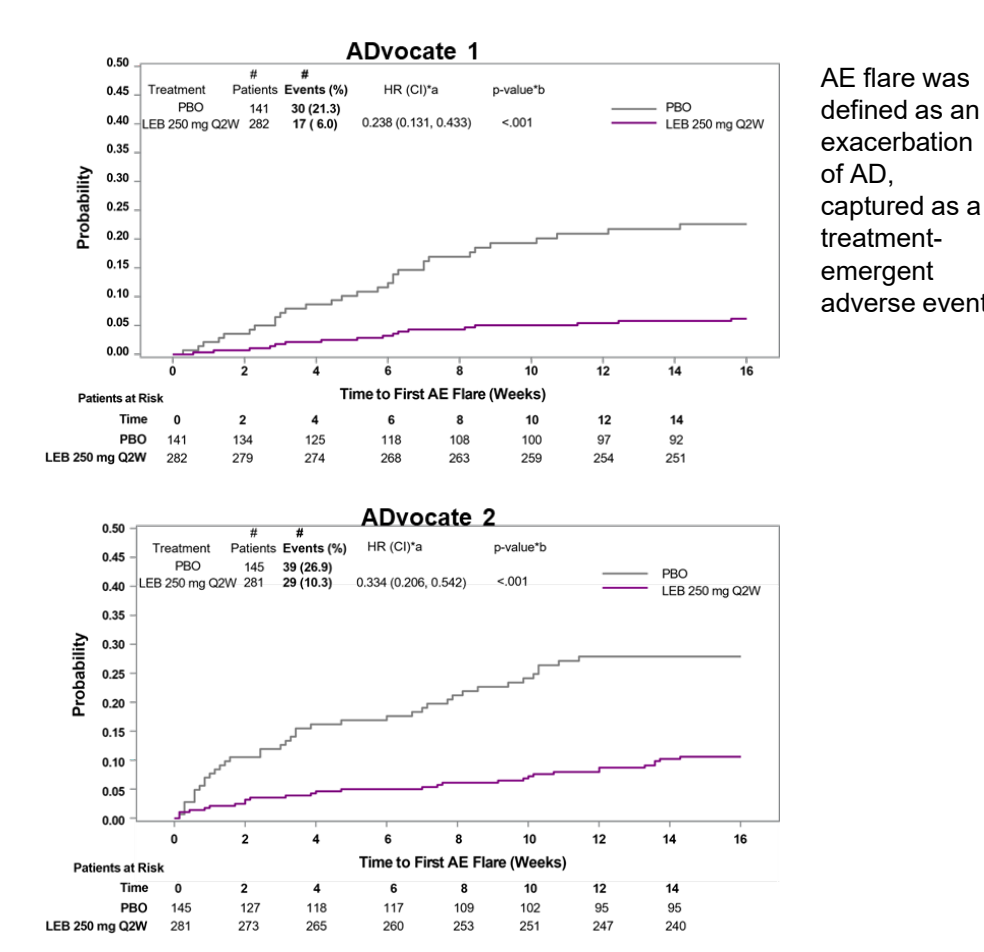 ADvocate 1
# #
Treatment Patients Events (%) HR (CI)*a p-value*b
PBO 141 30 (21.3)
LEB 250 mg Q2W 282 17 ( 6.0) 0.238 (0.131, 0.433) <.001
PBO
LEB 250 mg Q2W
0.50
0.45
0.40
0.35
0.30
0.25
0.20
0.15
0.10
0.05
0.00
Probability
0 2 4 6 8 10 12 14 16
Time to First AE Flare (Weeks)
Patients at Risk
Time 0 2 4 6 8 10 12 14
PBO 141 134 125 118 108 100 97 92
LEB 250 mg Q2W 282 279 274 268 263 259 254 251
AE flare was
defined as an
exacerbation
of AD,
captured as a
treatment-
emergent
adverse event
ADvocate 2
# #
Treatment Patients Events (%) HR (CI)*a p-value*b
PBO 145 39 (26.9)
LEB 250 mg Q2W 281 29 (10.3) 0.334 (0.206, 0.542) <.001
PBO
LEB 250 mg Q2W
0.50
0.45
0.40
0.35
0.30
0.25
0.20
0.15
0.10
0.05
0.00
Probability
0 2 4 6 8 10 12 14 16
Time to First AE Flare (Weeks)
Patients at Risk
Time 0 2 4 6 8 10 12 14
PBO 145 127 118 117 109 102 95 95
LEB 250 mg Q2W 281 273 265 260 253 251 247 240